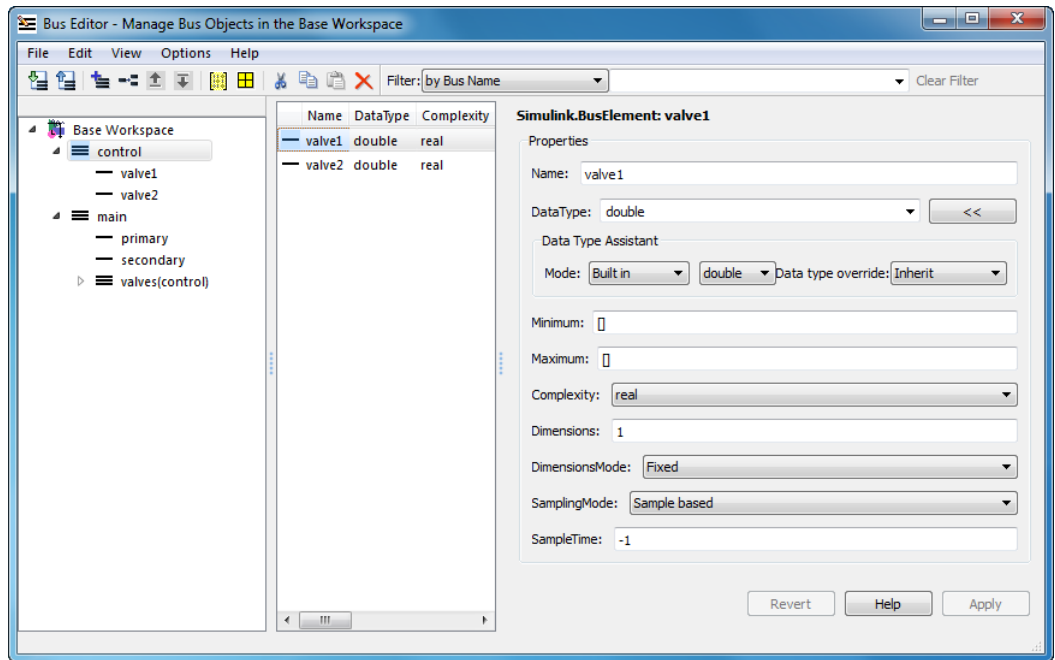 Bus Editor - Manage Bus Objects in the Base Workspace
File Edit View Options Help
Filter: by Bus Name Clear Filter
Base Workspace
control
valve1
valve2
main
primary
secondary
valves(control)
Name DataType Complexity
valve1 double real
valve2 double real
Simulink.BusElement: valve1
Properties
Name: valve1
DataType: double <<
Data Type Assistant
Mode: Built in double Data type override: Inherit
Minimum: []
Maximum: []
Complexity: real
Dimensions: 1
DimensionsMode: Fixed
SamplingMode: Sample based
SampleTime: -1
Revert Help Apply